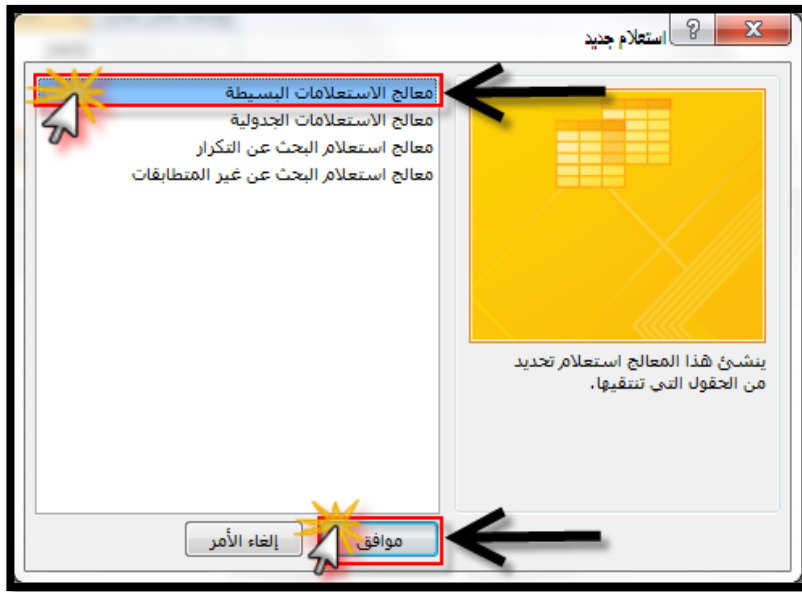 استعلام جديد
معالج الاستعلامات البسيطة
معالج الاستعلامات الجدولية
معالج استعلام البحث عن التكرار
معالج استعلام البحث عن غير المتطابقات
ينشئ هذا المعالج استعلام تحديد
من الحقول التي تنتقيها.
موافق
إلغاء الأمر